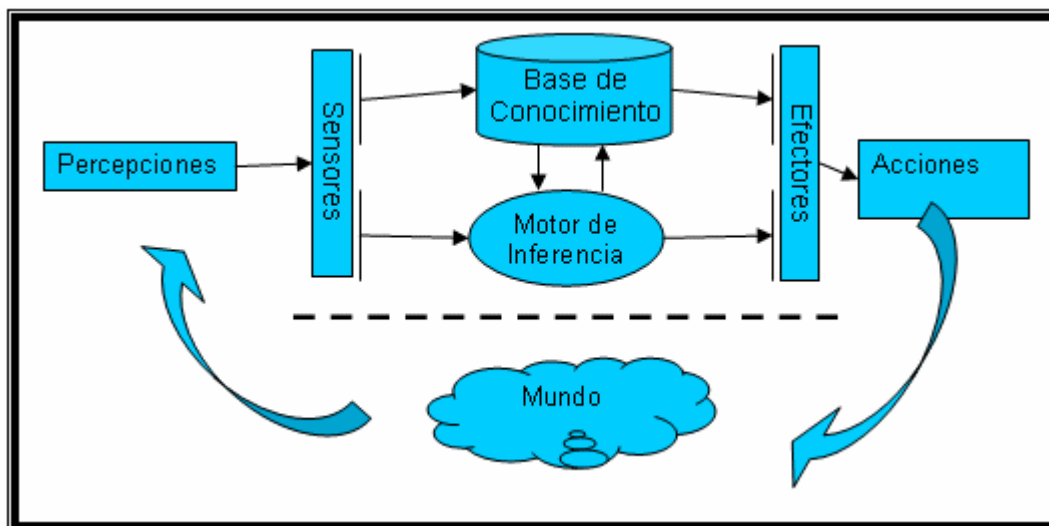 Percepciones
Sensores
Base de
Conocimiento
Motor de
Inferencia
Efectores
Acciones
Mundo